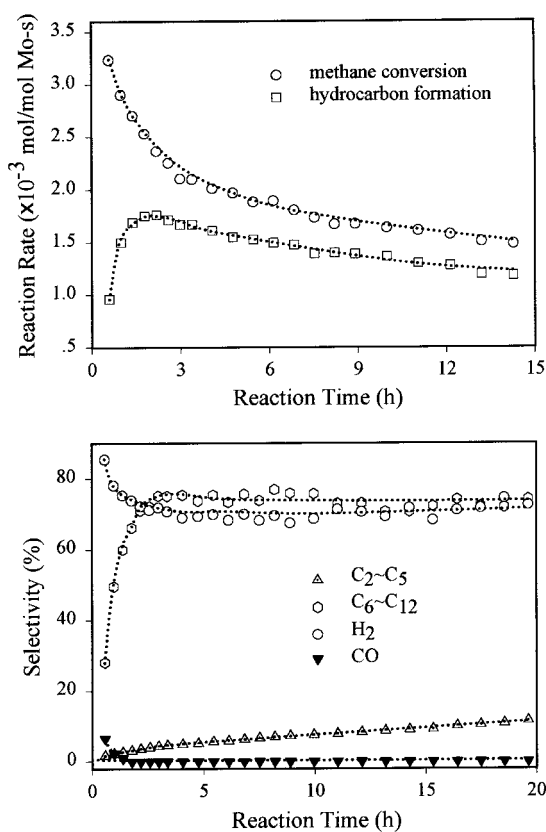 3.5
3.0
2.5
2.0
1.5
1.0
.5
Reaction Rate (×10⁻³ mol/mol Mo-s)
methane conversion
hydrocarbon formation
0 3 6 9 12 15
Reaction Time (h)
80
60
40
20
0
Selectivity (%)
C₂~C₅
C₆~C₁₂
H₂
CO
0 5 10 15 20
Reaction Time (h)